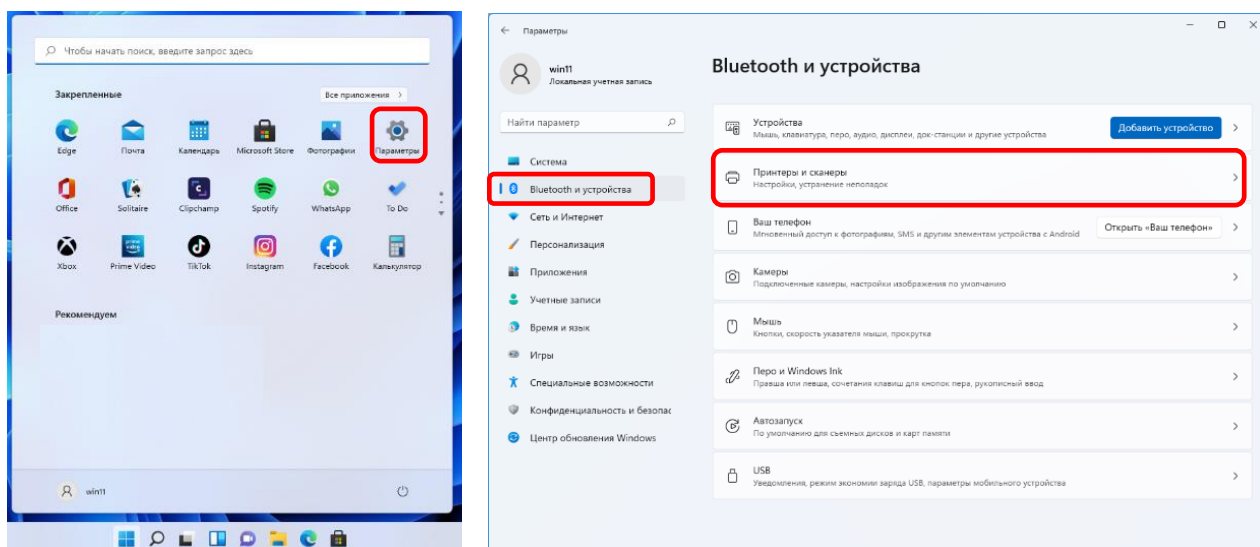 Чтобы начать поиск, введите запрос здесь
Закрепленные
Все приложения
Edge
Почта
Календарь
Microsoft Store
Фотографии
Параметры
Office
Solitaire
Clipchamp
Spotify
WhatsApp
To Do
Xbox
Prime Video
TikTok
Instagram
Facebook
Калькулятор
Рекомендуем
win11
Параметры
win11
Локальная учетная запись
Найти параметр
Система
Bluetooth и устройства
Сеть и Интернет
Персонализация
Приложения
Учетные записи
Время и язык
Игры
Специальные возможности
Конфиденциальность и безопас
Центр обновления Windows
Bluetooth и устройства
Устройства
Мышь, клавиатура, перо, аудио, дисплеи, док-станции и другие устройства
Добавить устройство
Принтеры и сканеры
Настройки, устранение неполадок
Ваш телефон
Мгновенный доступ к фотографиям, SMS и другим элементам устройства с Android
Открыть «Ваш телефон»
Камеры
Подключенные камеры, настройки изображения по умолчанию
Мышь
Кнопки, скорость указателя мыши, прокрутка
Перо и Windows Ink
Правша или левша, сочетания клавиш для кнопок пера, рукописный ввод
Автозапуск
По умолчанию для съемных дисков и карт памяти
USB
Уведомления, режим экономии заряда USB, параметры мобильного устройства